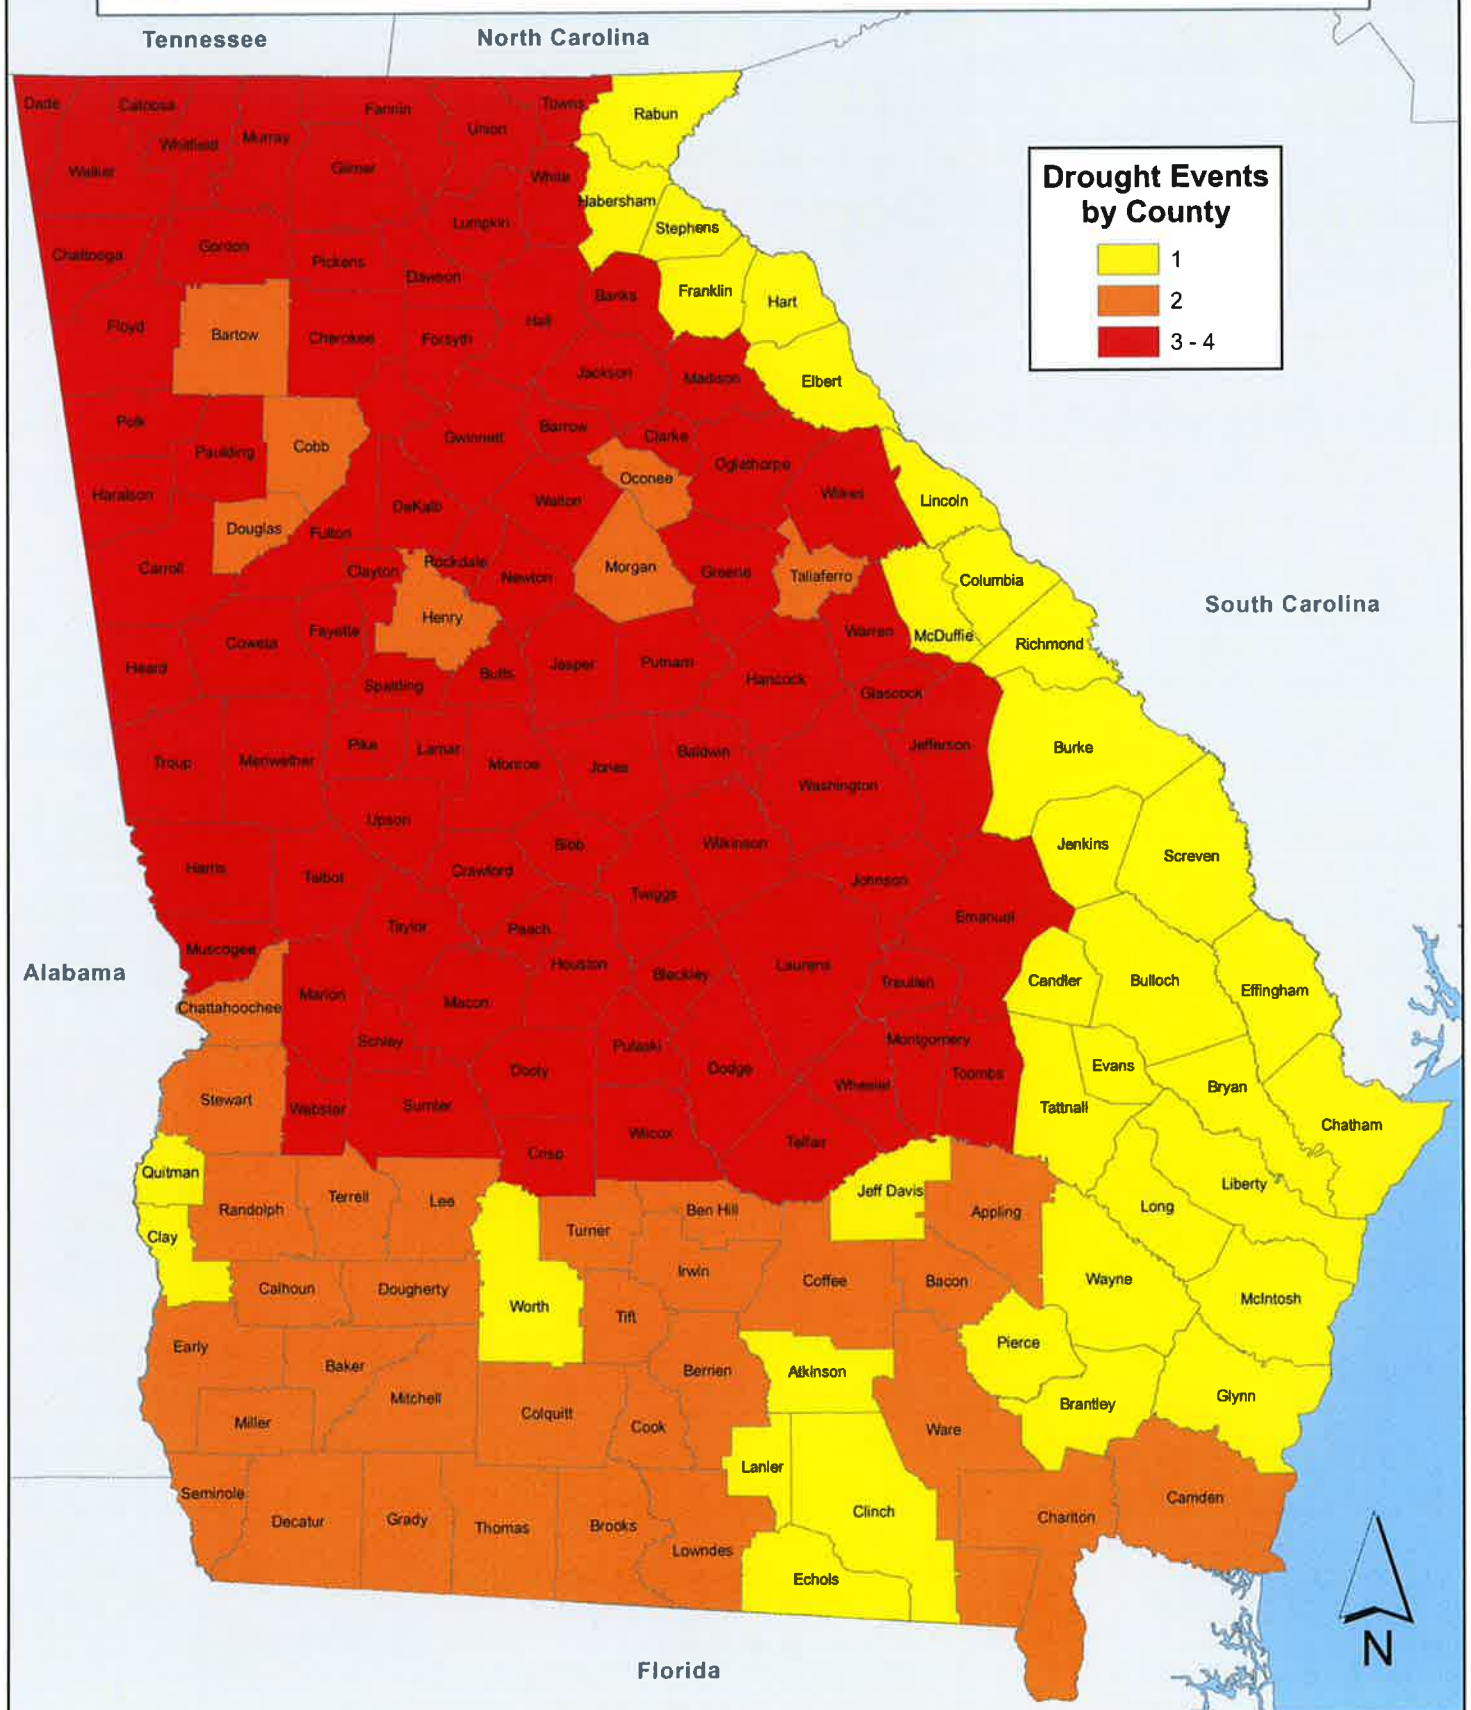 Tennessee
North Carolina
Dade
Catoosa
Fannin
Towns
Rabun
Whitfield
Murray
Union
Walker
Gilmer
White
Habersham
Lumpkin
Stephens
Drought Events
by County
1
2
3 - 4
Chattooga
Gordon
Pickens
Dawson
Banks
Franklin
Hart
Floyd
Bartow
Cherokee
Forsyth
Hall
Jackson
Madison
Elbert
Polk
Paulding
Cobb
Gwinnett
Barrow
Clarke
Oconee
Oglethorpe
Wilkes
Lincoln
Haralson
Douglas
Fulton
DeKalb
Walton
Carroll
Clayton
Rockdale
Newton
Morgan
Greene
Taliaferro
Columbia
South Carolina
Henry
Fayette
Coweta
Heard
Spalding
Butts
Jasper
Putnam
Hancock
Warren
McDuffie
Richmond
Glascock
Troup
Meriwether
Pike
Lamar
Monroe
Jones
Baldwin
Washington
Jefferson
Burke
Upson
Bibb
Wilkinson
Jenkins
Screven
Harris
Talbot
Crawford
Twiggs
Johnson
Emanuel
Muscogee
Taylor
Peach
Houston
Bleckley
Laurens
Treutlen
Candler
Bulloch
Effingham
Alabama
Chattahoochee
Marion
Macon
Schley
Pulaski
Montgomery
Dooly
Dodge
Wheeler
Toombs
Evans
Bryan
Tattnall
Chatham
Stewart
Webster
Sumter
Crisp
Wilcox
Telfair
Quitman
Randolph
Terrell
Lee
Turner
Ben Hill
Jeff Davis
Appling
Long
Liberty
Clay
Calhoun
Dougherty
Worth
Tift
Irwin
Coffee
Bacon
Wayne
McIntosh
Early
Baker
Mitchell
Miller
Colquitt
Cook
Berrien
Atkinson
Pierce
Brantley
Glynn
Ware
Lanier
Clinch
Seminole
Decatur
Grady
Thomas
Brooks
Lowndes
Echols
Charlton
Camden
N
Florida